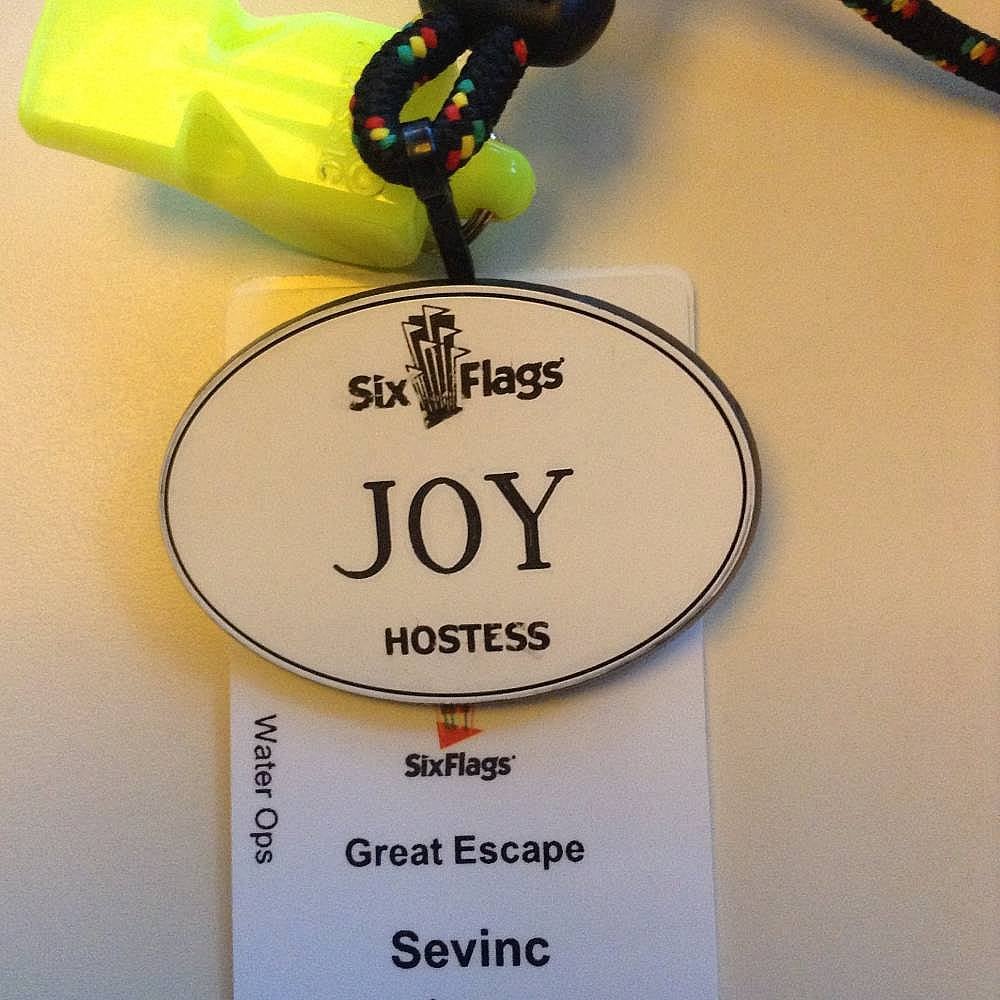 Six Flags
JOY
HOSTESS
SixFlags
Water Ops
Great Escape
Sevinc